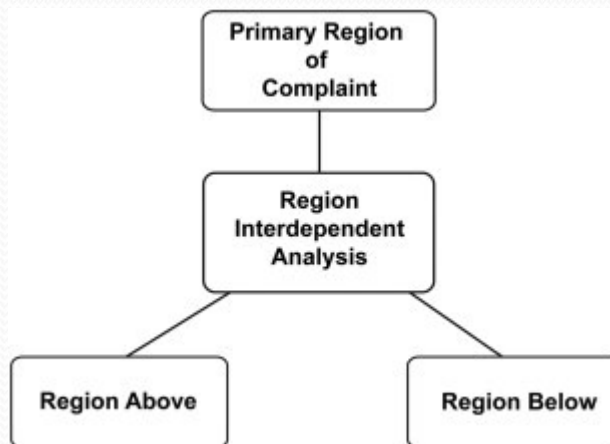 Primary Region
of
Complaint
Region
Interdependent
Analysis
Region Above
Region Below